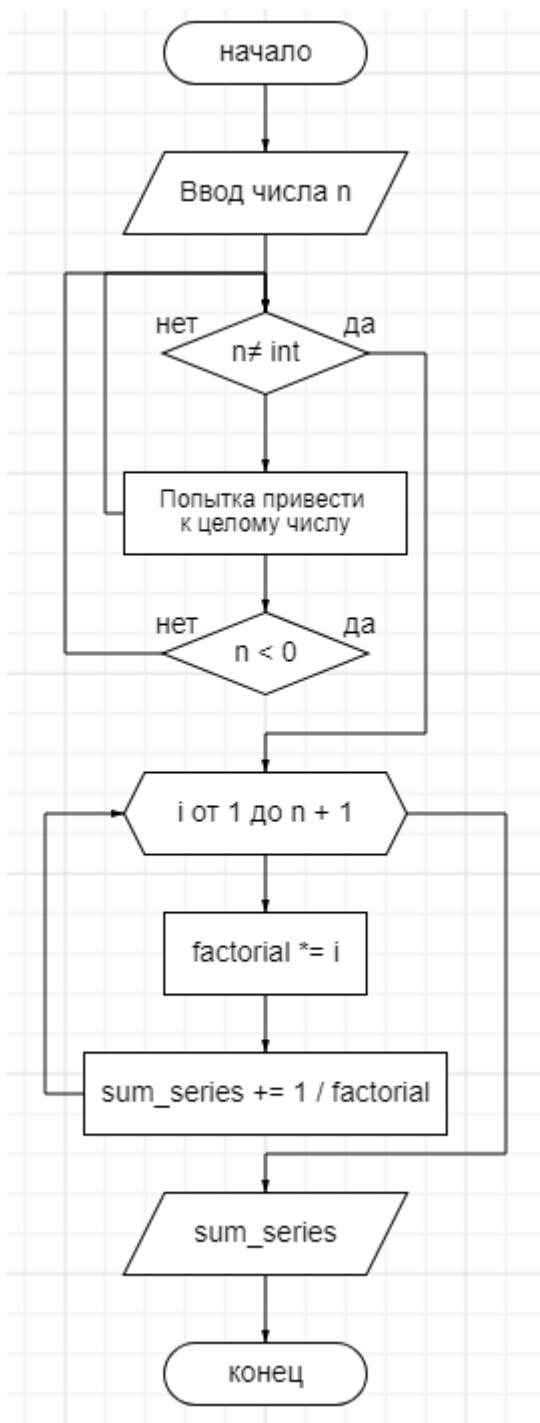 начало
Ввод числа n
нет
да
n≠ int
Попытка привести
к целому числу
нет
да
n < 0
i от 1 до n + 1
factorial *= i
sum_series += 1 / factorial
sum_series
конец